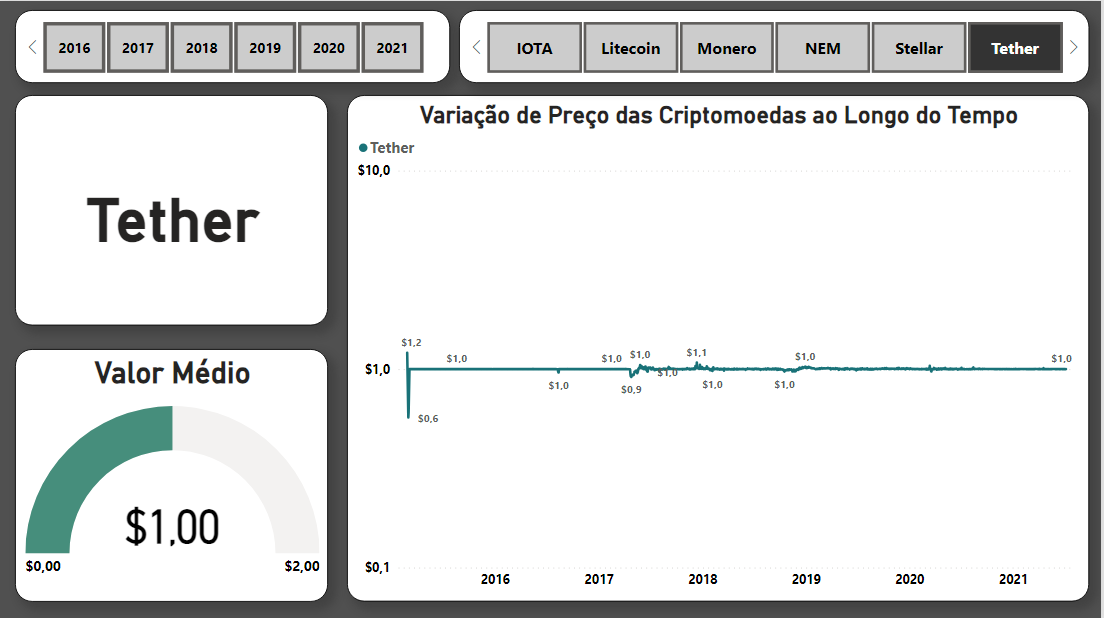 2016 2017 2018 2019 2020 2021
IOTA Litecoin Monero NEM Stellar Tether
Tether
Valor Médio
$1,00
$0,00 $2,00
Variação de Preço das Criptomoedas ao Longo do Tempo
Tether
$10,0
$1,0
$0,1
$1,2
$0,6
$1,0
$1,0
$1,0
$0,9
$1,0
$1,0
$1,1
$1,0
$1,0
$1,0
$1,0
2016 2017 2018 2019 2020 2021